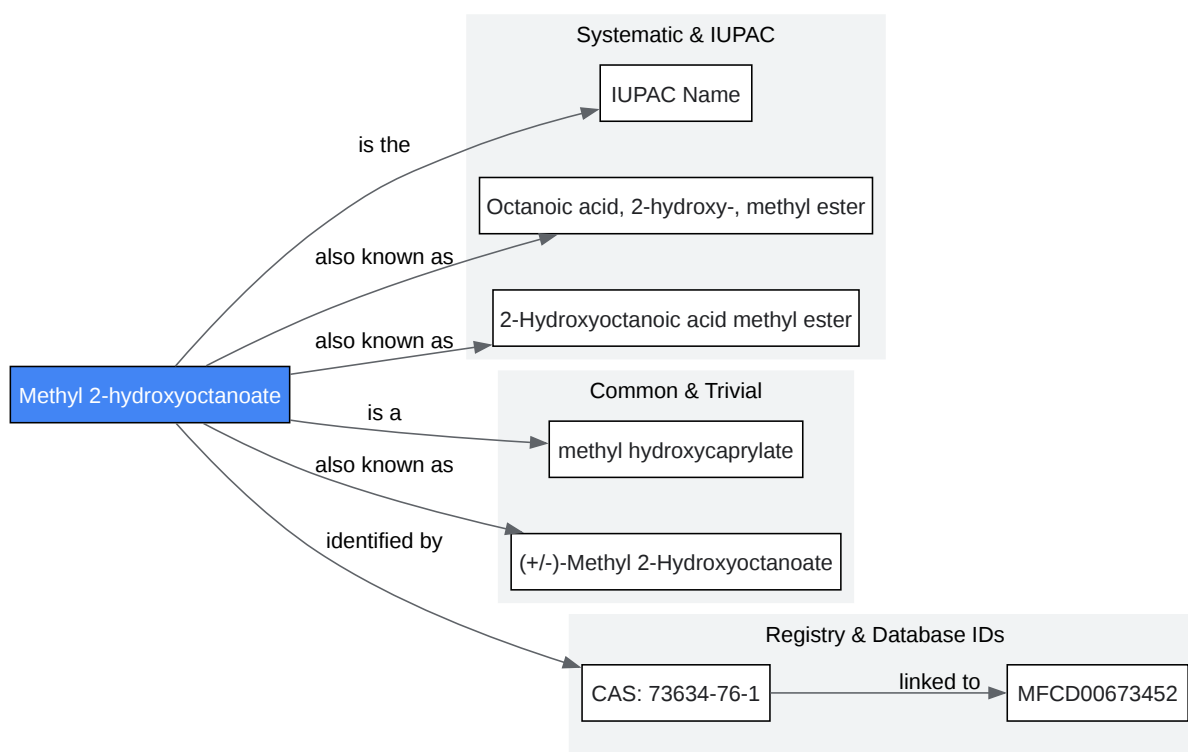 Systematic & IUPAC
IUPAC Name
is the
Octanoic acid, 2-hydroxy-, methyl ester
also known as
2-Hydroxyoctanoic acid methyl ester
also known as
Methyl 2-hydroxyoctanoate
Common & Trivial
is a
methyl hydroxycaprylate
also known as
(+/-)-Methyl 2-Hydroxyoctanoate
identified by
Registry & Database IDs
CAS: 73634-76-1
linked to
MFCD00673452